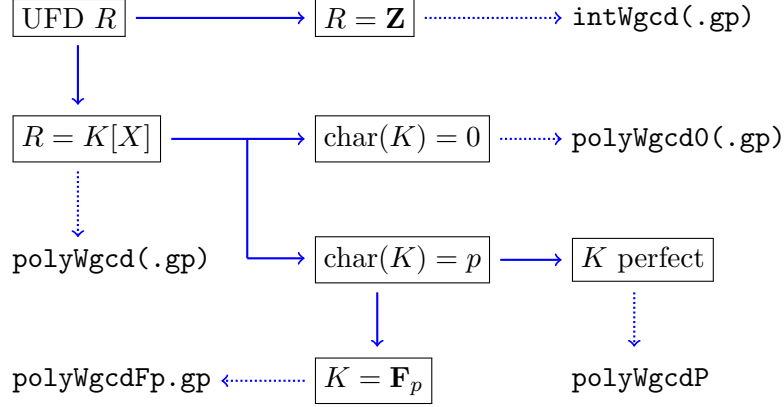 UFD R R = Z intWgcd(.gp)
R = K[X] char(K) = 0 polyWgcd0(.gp)
polyWgcd(.gp) char(K) = p K perfect
polyWgcdFp.gp K = F_p polyWgcdP